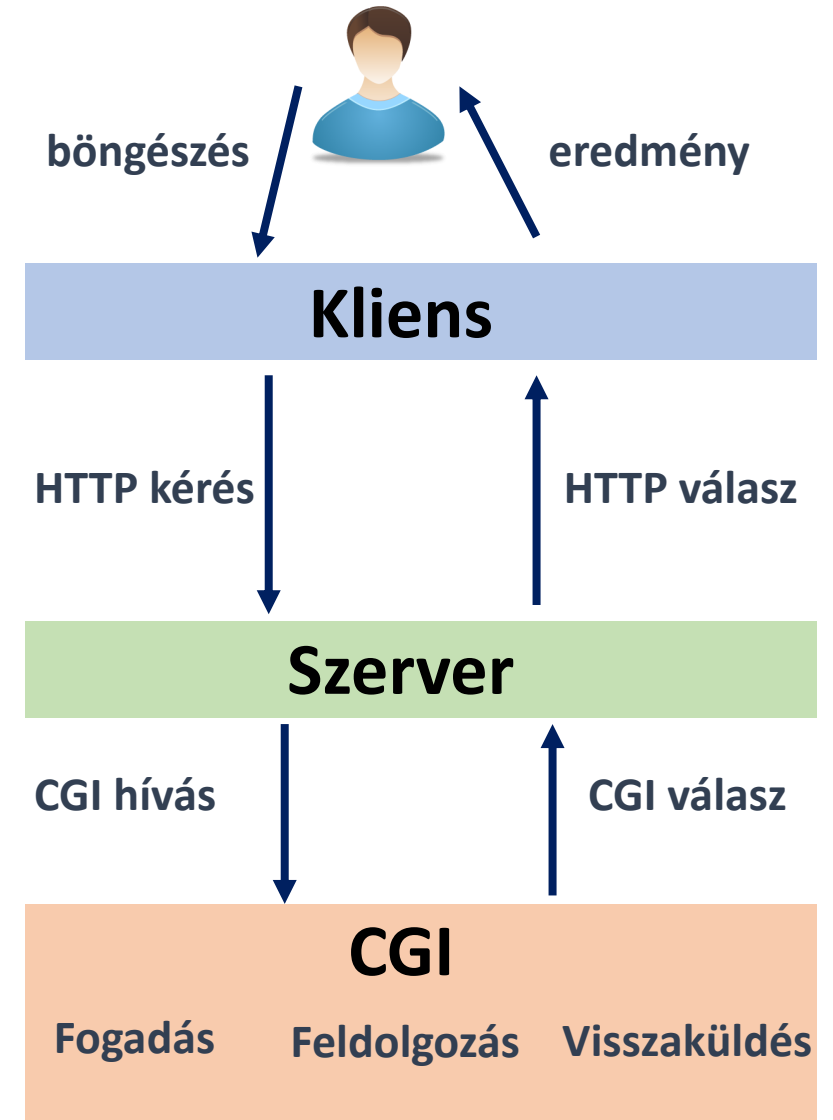 böngészés
eredmény
Kliens
HTTP kérés
HTTP válasz
Szerver
CGI hívás
CGI válasz
CGI
Fogadás
Feldolgozás
Visszaküldés